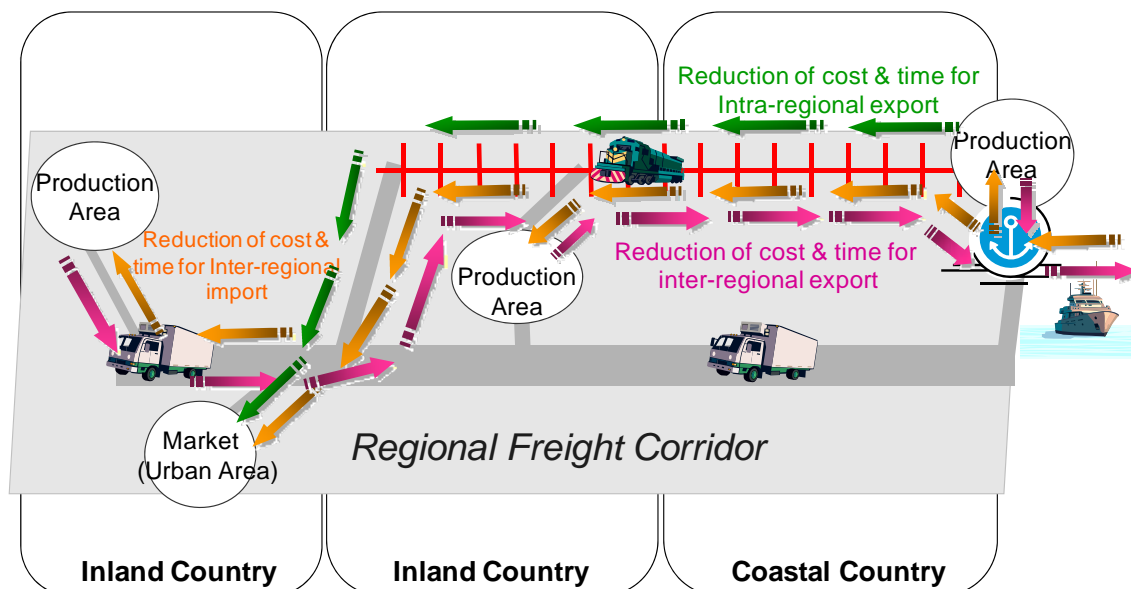 Reduction of cost & time for
Intra-regional export
Production
Area
Production
Area
Reduction of cost &
time for Inter-regional
import
Production
Area
Reduction of cost & time for
inter-regional export
Market
(Urban Area)
Regional Freight Corridor
Inland Country
Inland Country
Coastal Country